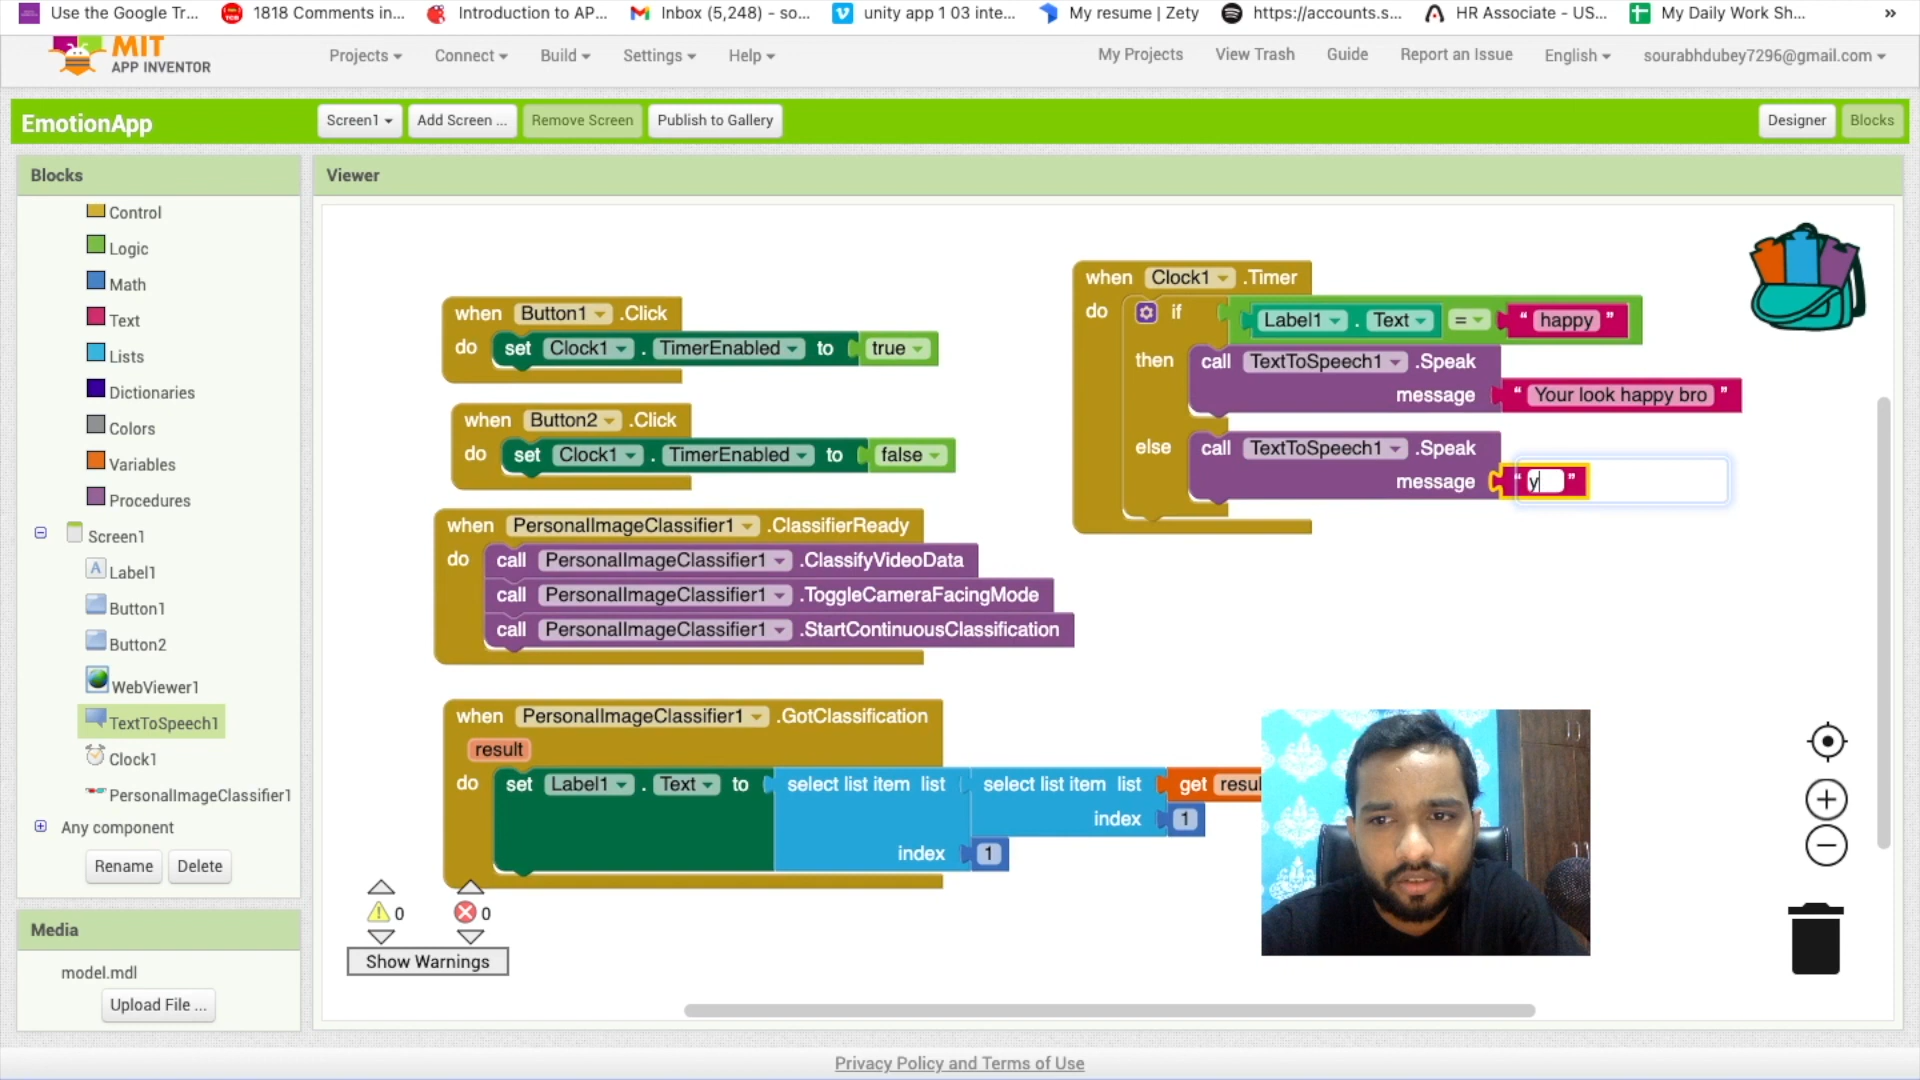 Use the Google Tr... 1818 Comments in... Introduction to AP... Inbox (5,248) - so... unity app 1 03 inte... My resume | Zety https://accounts.s... HR Associate - US... My Daily Work Sh... »
MIT
APP INVENTOR
Projects Connect Build Settings Help My Projects View Trash Guide Report an Issue English sourabhdubey7296@gmail.com
EmotionApp Screen1 Add Screen ... Remove Screen Publish to Gallery Designer Blocks
Blocks
Control
Logic
Math
Text
Lists
Dictionaries
Colors
Variables
Procedures
Screen1
Label1
Button1
Button2
WebViewer1
TextToSpeech1
Clock1
PersonalImageClassifier1
Any component
Rename Delete
Media
model.mdl
Upload File ...
Viewer
when Button1 .Click
do set Clock1 . TimerEnabled to true
when Button2 .Click
do set Clock1 . TimerEnabled to false
when PersonalImageClassifier1 .ClassifierReady
do call PersonalImageClassifier1 .ClassifyVideoData
call PersonalImageClassifier1 .ToggleCameraFacingMode
call PersonalImageClassifier1 .StartContinuousClassification
when PersonalImageClassifier1 .GotClassification
result
do set Label1 . Text to select list item list select list item list get resul
index 1
index 1
when Clock1 .Timer
do if Label1 . Text = “ happy ”
then call TextToSpeech1 .Speak
message “ Your look happy bro ”
else call TextToSpeech1 .Speak
message “ y ”
0 0
Show Warnings
Privacy Policy and Terms of Use